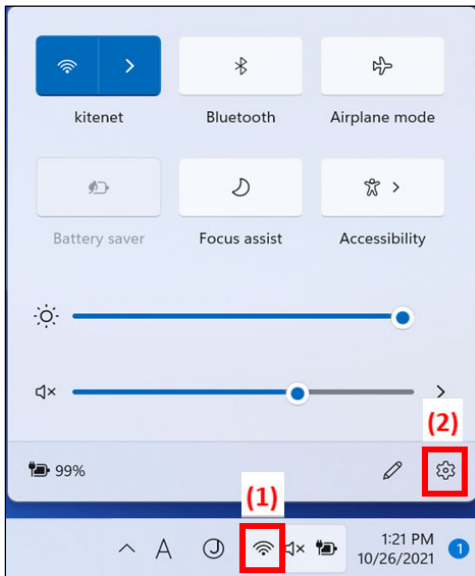 kitenet Bluetooth Airplane mode
Battery saver Focus assist Accessibility
(2)
99%
(1)
A 1:21 PM
10/26/2021 1